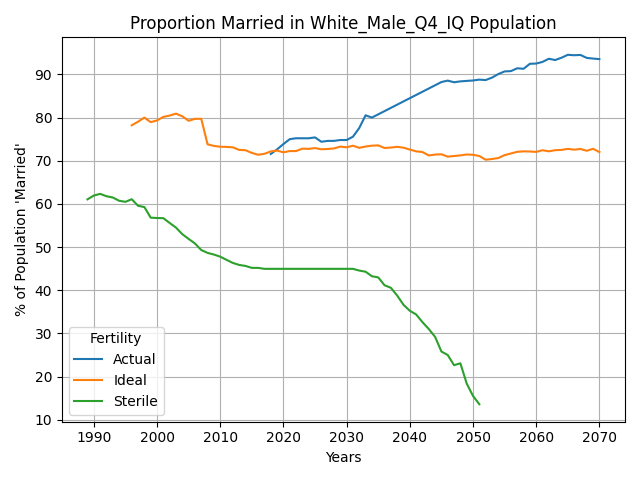 Proportion Married in White_Male_Q4_IQ Population
% of Population 'Married'
90
80
70
60
50
40
30
20
10
Fertility
Actual
Ideal
Sterile
1990 2000 2010 2020 2030 2040 2050 2060 2070
Years